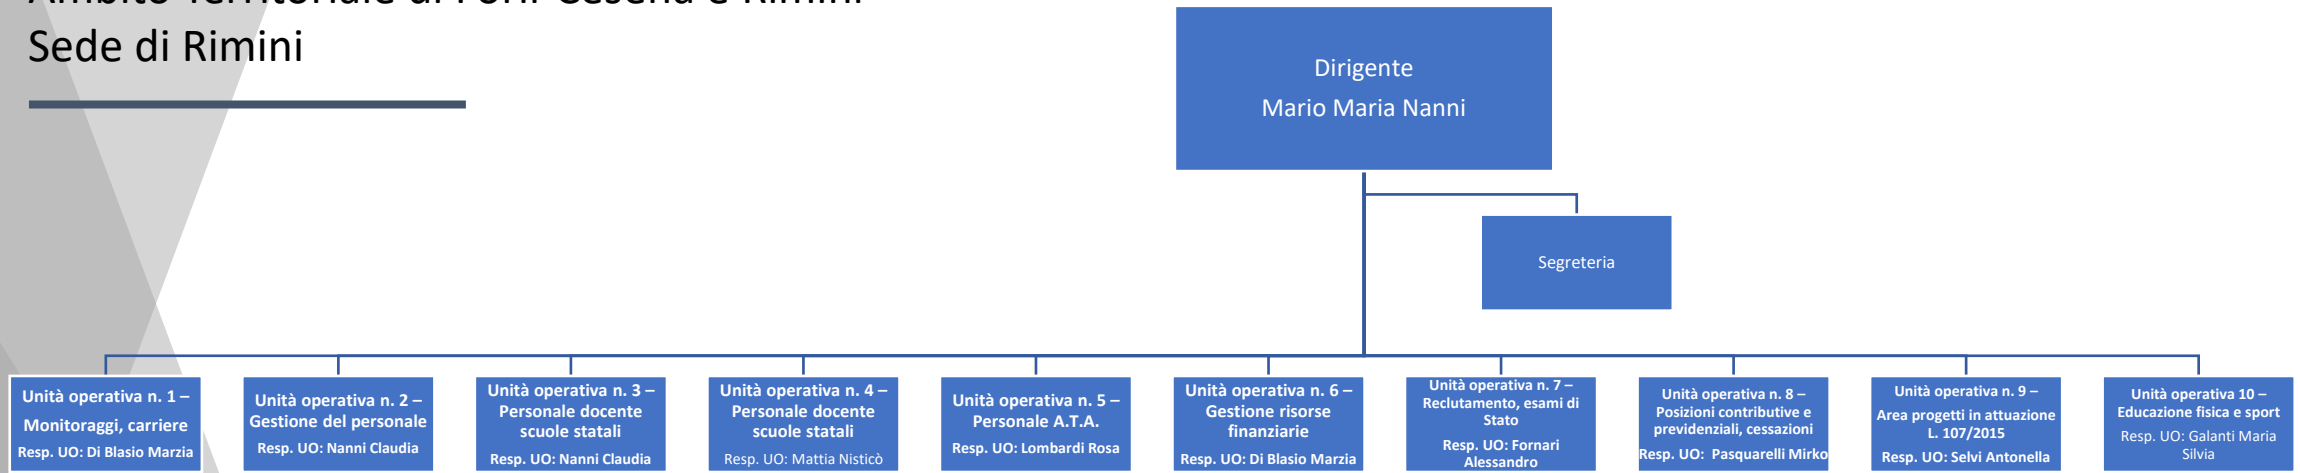 Ambito Territoriale di Forlì-Cesena e Rimini
Sede di Rimini
Dirigente
Mario Maria Nanni
Segreteria
Unità operativa n. 1 –
Monitoraggi, carriere
Resp. UO: Di Blasio Marzia
Unità operativa n. 2 –
Gestione del personale
Resp. UO: Nanni Claudia
Unità operativa n. 3 –
Personale docente
scuole statali
Resp. UO: Nanni Claudia
Unità operativa n. 4 –
Personale docente
scuole statali
Resp. UO: Mattia Nisticò
Unità operativa n. 5 –
Personale A.T.A.
Resp. UO: Lombardi Rosa
Unità operativa n. 6 –
Gestione risorse
finanziarie
Resp. UO: Di Blasio Marzia
Unità operativa n. 7 –
Reclutamento, esami di
Stato
Resp. UO: Fornari
Alessandro
Unità operativa n. 8 –
Posizioni contributive e
previdenziali, cessazioni
Resp. UO: Pasquarelli Mirko
Unità operativa n. 9 –
Area progetti in attuazione
L. 107/2015
Resp. UO: Selvi Antonella
Unità operativa 10 –
Educazione fisica e sport
Resp. UO: Galanti Maria
Silvia